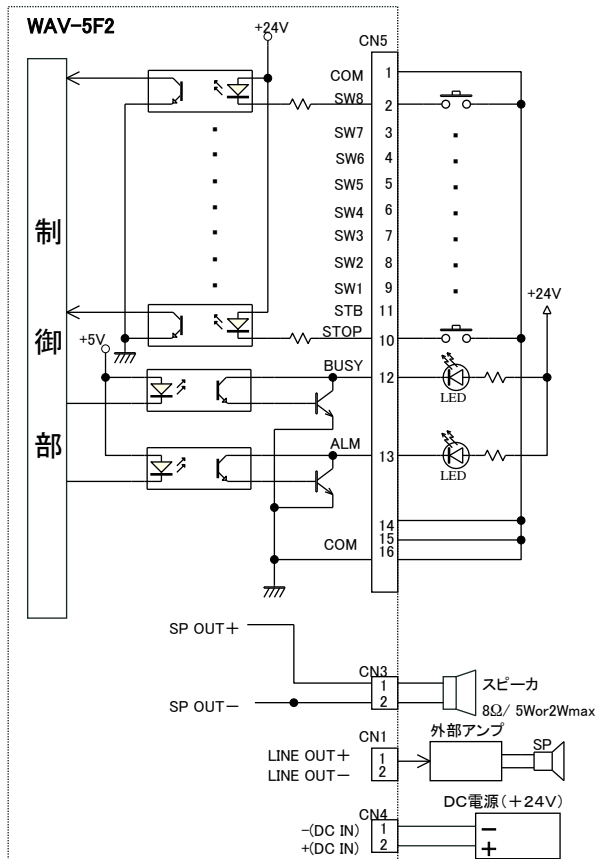 WAV-5F2
+24V
CN5
COM 1
SW8 2
SW7 3
SW6 4
SW5 5
SW4 6
SW3 7
SW2 8
SW1 9
STB 11
STOP 10
+24V
制御部
+5V
BUSY 12
LED
ALM 13
LED
14
15
COM 16
SP OUT+
SP OUT−
CN3
1
2
スピーカ
8Ω/ 5Wor2Wmax
CN1
LINE OUT+ 1
LINE OUT− 2
外部アンプ
SP
CN4
DC電源(+24V)
-(DC IN) 1 −
+(DC IN) 2 +